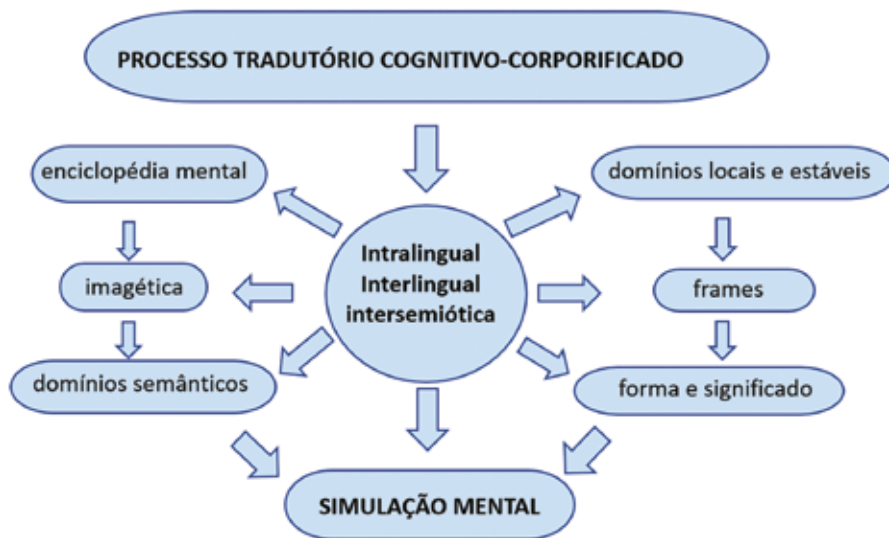 PROCESSO TRADUTÓRIO COGNITIVO-CORPORIFICADO
enciclopédia mental
domínios locais e estáveis
Intralingual
Interlingual
intersemiótica
imagética
frames
domínios semânticos
forma e significado
SIMULAÇÃO MENTAL